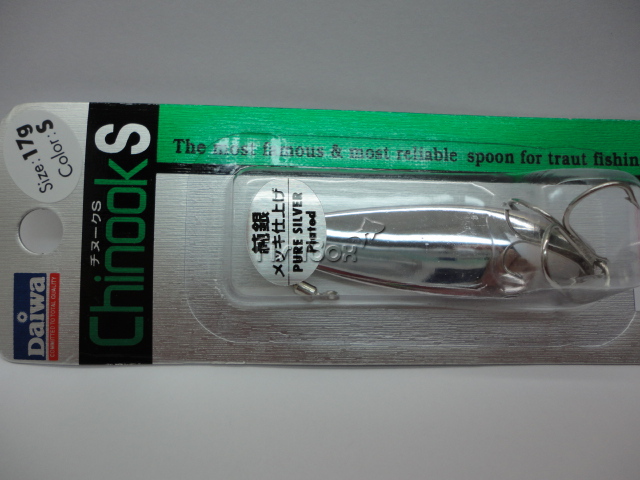 Size: 17g
Color: S
Chinook S
チヌークS
Daiwa
The most famous & most reliable spoon for traut fishin
純銀
メッキ仕上げ
PURE SILVER
Plated